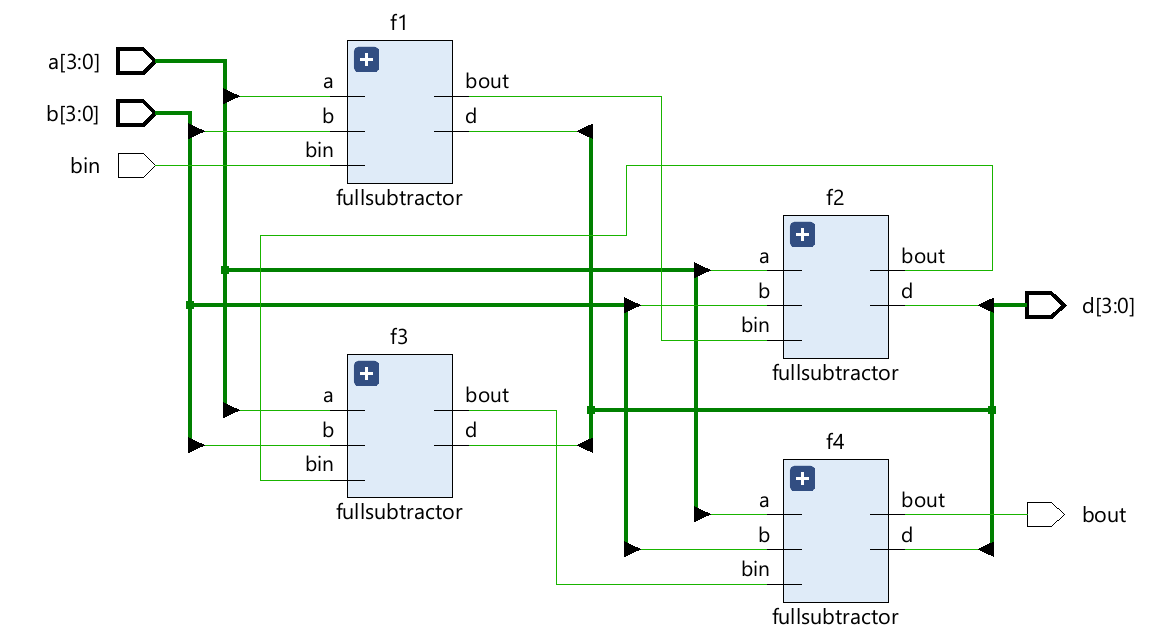 f1
a[3:0]
a
bout
b[3:0]
b
d
bin
bin
fullsubtractor
f2
a
bout
b
d
d[3:0]
bin
fullsubtractor
f3
a
bout
b
d
bin
fullsubtractor
f4
a
bout
bout
b
d
bin
fullsubtractor